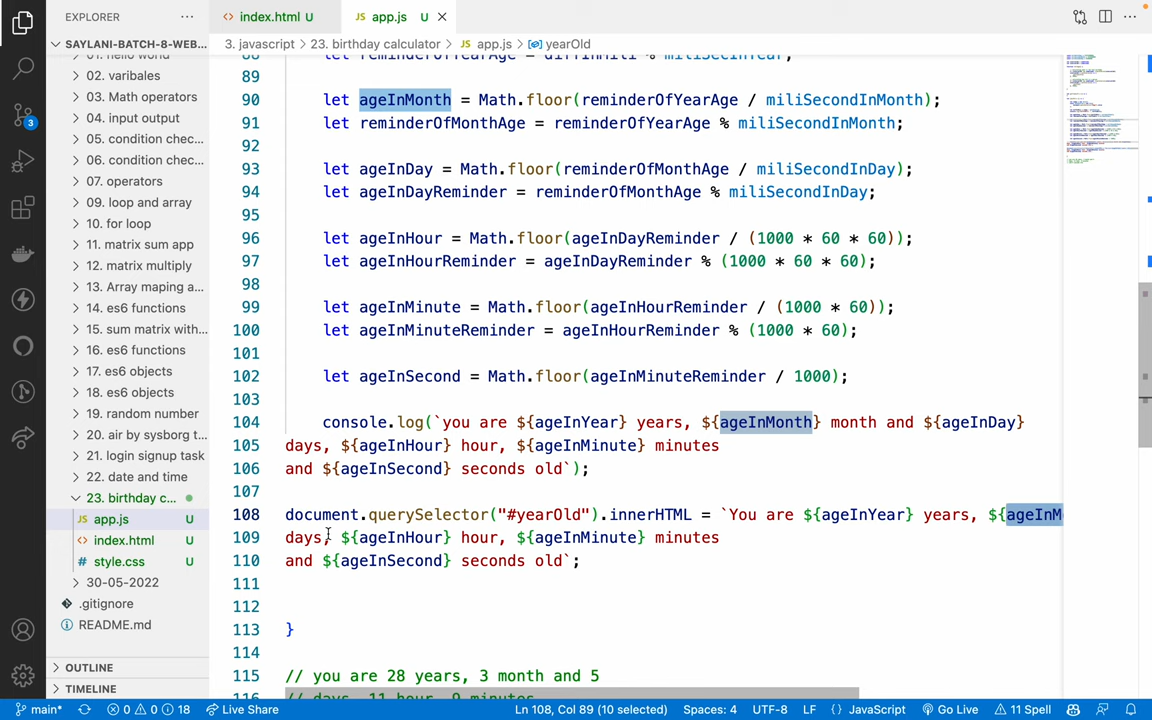 EXPLORER
index.html U
JS app.js U
SAYLANI-BATCH-8-WEB...
3. javascript > 23. birthday calculator > JS app.js > yearOld
02. varibales
03. Math operators
04. input output
05. condition chec...
06. condition chec...
07. operators
09. loop and array
10. for loop
11. matrix sum app
12. matrix multiply
13. Array maping a...
14. es6 functions
15. sum matrix with...
16. es6 functions
17. es6 objects
18. es6 objects
19. random number
20. air by sysborg t...
21. login signup task
22. date and time
23. birthday c...
JS app.js U
index.html U
# style.css U
30-05-2022
.gitignore
README.md
OUTLINE
TIMELINE
3
89
90 let ageInMonth = Math.floor(reminderOfYearAge / miliSecondInMonth);
91 let reminderOfMonthAge = reminderOfYearAge % miliSecondInMonth;
92
93 let ageInDay = Math.floor(reminderOfMonthAge / miliSecondInDay);
94 let ageInDayReminder = reminderOfMonthAge % miliSecondInDay;
95
96 let ageInHour = Math.floor(ageInDayReminder / (1000 * 60 * 60));
97 let ageInHourReminder = ageInDayReminder % (1000 * 60 * 60);
98
99 let ageInMinute = Math.floor(ageInHourReminder / (1000 * 60));
100 let ageInMinuteReminder = ageInHourReminder % (1000 * 60);
101
102 let ageInSecond = Math.floor(ageInMinuteReminder / 1000);
103
104 console.log(`you are ${ageInYear} years, ${ageInMonth} month and ${ageInDay}
105 days, ${ageInHour} hour, ${ageInMinute} minutes
106 and ${ageInSecond} seconds old`);
107
108 document.querySelector("#yearOld").innerHTML = `You are ${ageInYear} years, ${ageInM
109 days, ${ageInHour} hour, ${ageInMinute} minutes
110 and ${ageInSecond} seconds old`;
111
112
113 }
114
115 // you are 28 years, 3 month and 5
116 // days, 11 hour, 9 minutes
main* 0 0 18 Live Share Ln 108, Col 89 (10 selected) Spaces: 4 UTF-8 LF {} JavaScript Go Live 11 Spell